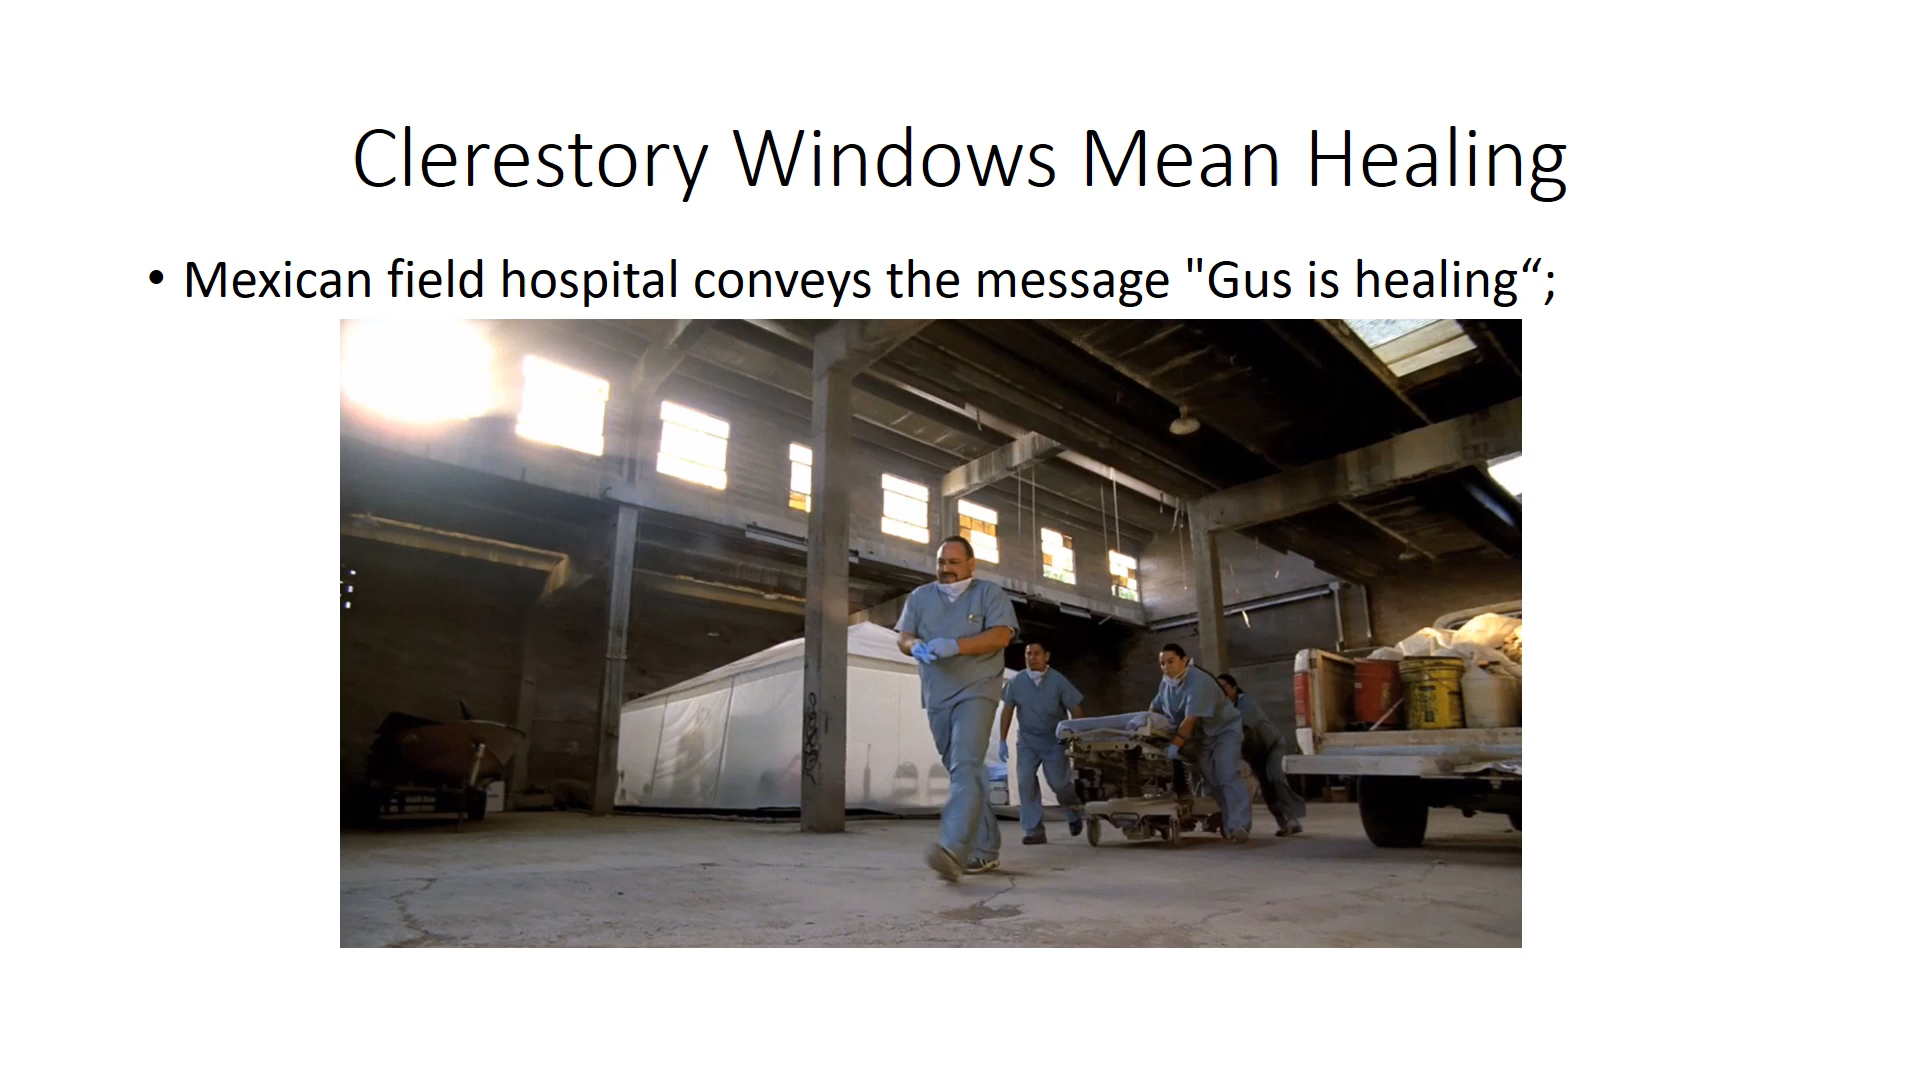 Clerestory Windows Mean Healing
• Mexican field hospital conveys the message "Gus is healing“;